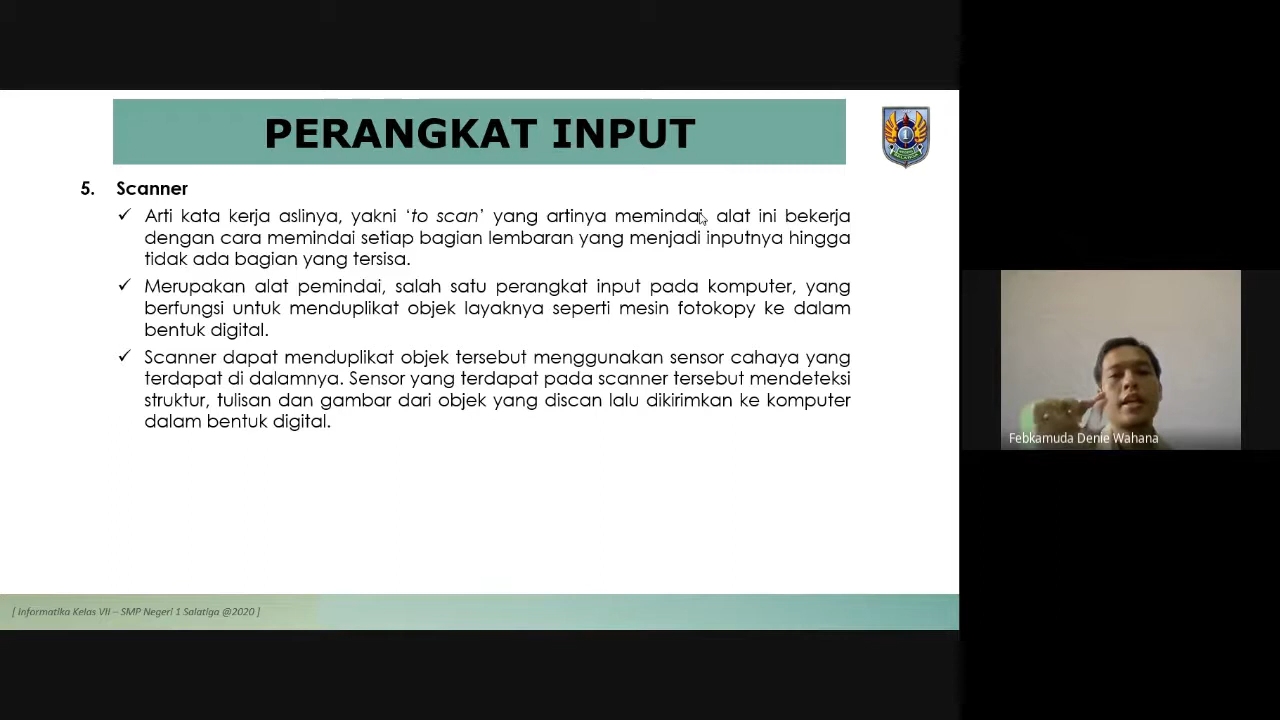 PERANGKAT INPUT
5. Scanner
✓ Arti kata kerja aslinya, yakni ‘to scan’ yang artinya memindai, alat ini bekerja
dengan cara memindai setiap bagian lembaran yang menjadi inputnya hingga
tidak ada bagian yang tersisa.
✓ Merupakan alat pemindai, salah satu perangkat input pada komputer, yang
berfungsi untuk menduplikat objek layaknya seperti mesin fotokopy ke dalam
bentuk digital.
✓ Scanner dapat menduplikat objek tersebut menggunakan sensor cahaya yang
terdapat di dalamnya. Sensor yang terdapat pada scanner tersebut mendeteksi
struktur, tulisan dan gambar dari objek yang discan lalu dikirimkan ke komputer
dalam bentuk digital.
Febkamuda Denie Wahana
[ Informatika Kelas VII – SMP Negeri 1 Salatiga @2020 ]